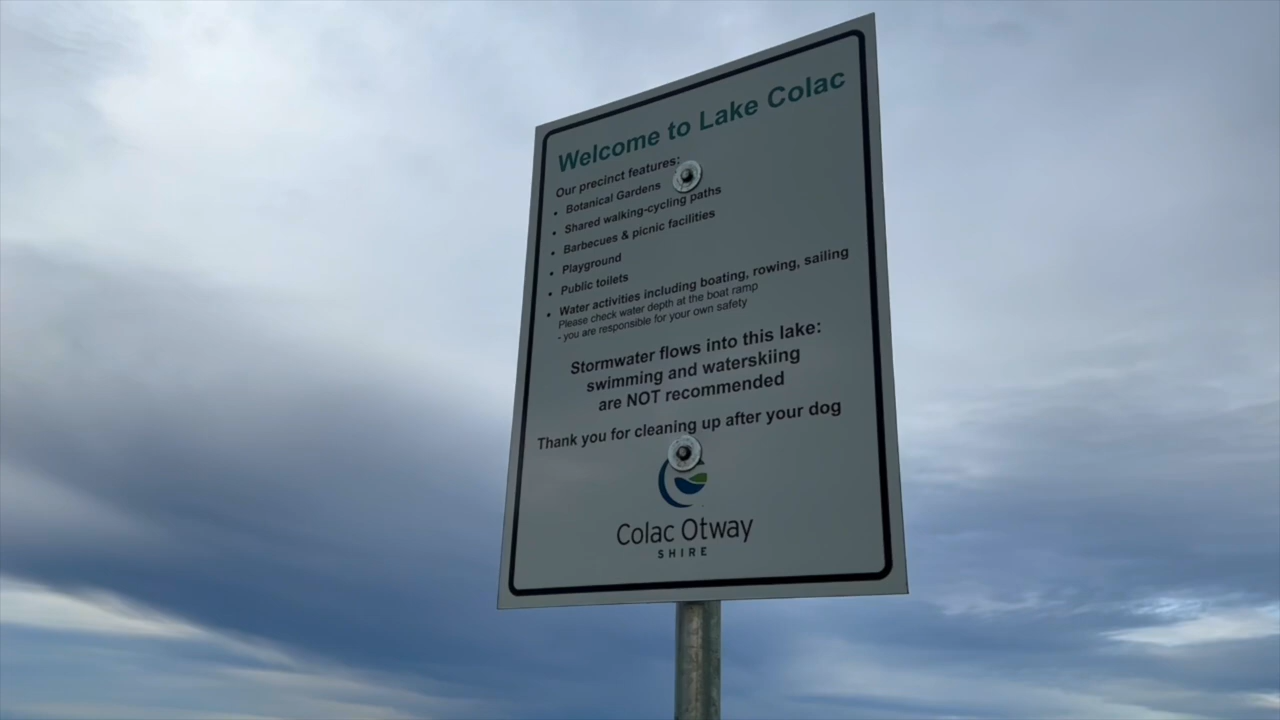 Welcome to Lake Colac
Our precinct features:
• Botanical Gardens
• Shared walking-cycling paths
• Barbecues & picnic facilities
• Playground
• Public toilets
• Water activities including boating, rowing, sailing
Please check water depth at the boat ramp
- you are responsible for your own safety
Stormwater flows into this lake:
swimming and waterskiing
are NOT recommended
Thank you for cleaning up after your dog
Colac Otway
SHIRE